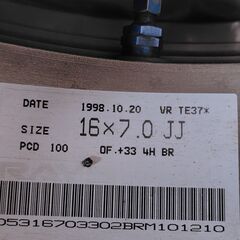 DATE 1998.10.20 VR TE37*
SIZE 16×7.0 JJ
PCD 100 OF.+33 4H BR
05316703302BRM101210